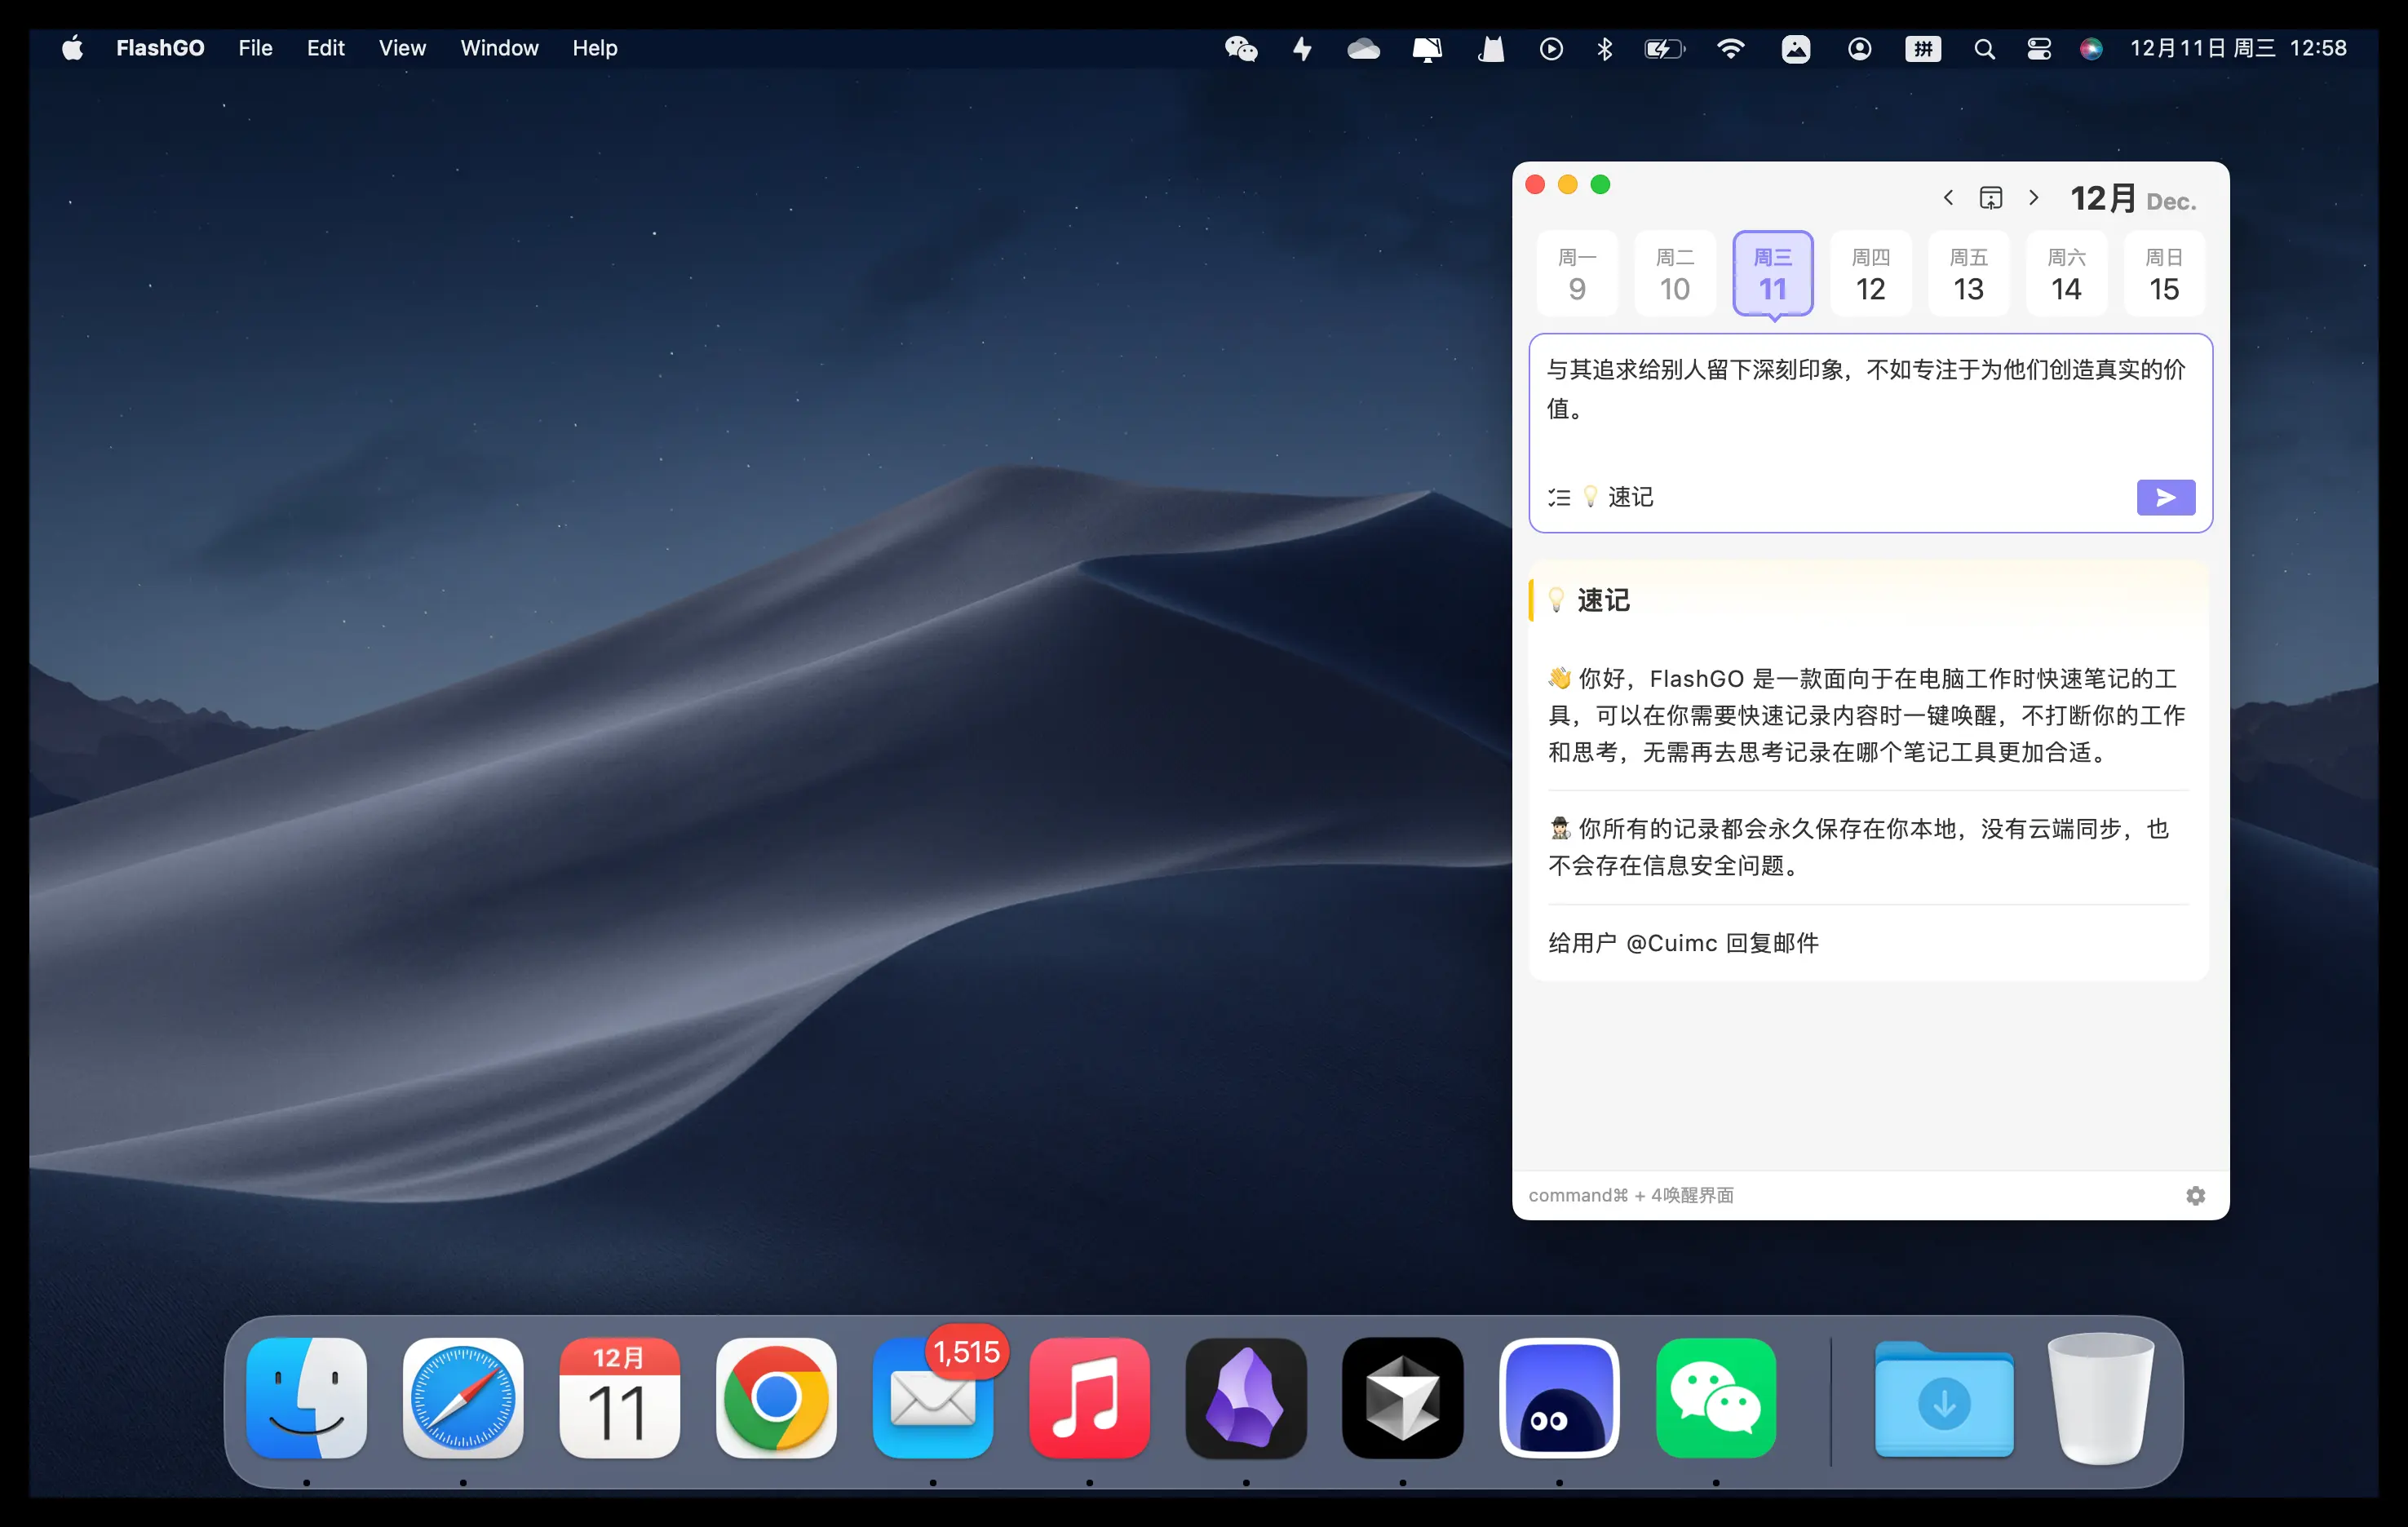 FlashGO File Edit View Window Help 拼 12月11日 周三 12:58
12月 Dec.
周一 周二 周三 周四 周五 周六 周日
9 10 11 12 13 14 15
与其追求给别人留下深刻印象，不如专注于为他们创造真实的价
值。
速记
速记
👋 你好，FlashGO 是一款面向于在电脑工作时快速笔记的工
具，可以在你需要快速记录内容时一键唤醒，不打断你的工作
和思考，无需再去思考记录在哪个笔记工具更加合适。
你所有的记录都会永久保存在你本地，没有云端同步，也
不会存在信息安全问题。
给用户 @Cuimc 回复邮件
command⌘ + 4唤醒界面
12月
11
1,515